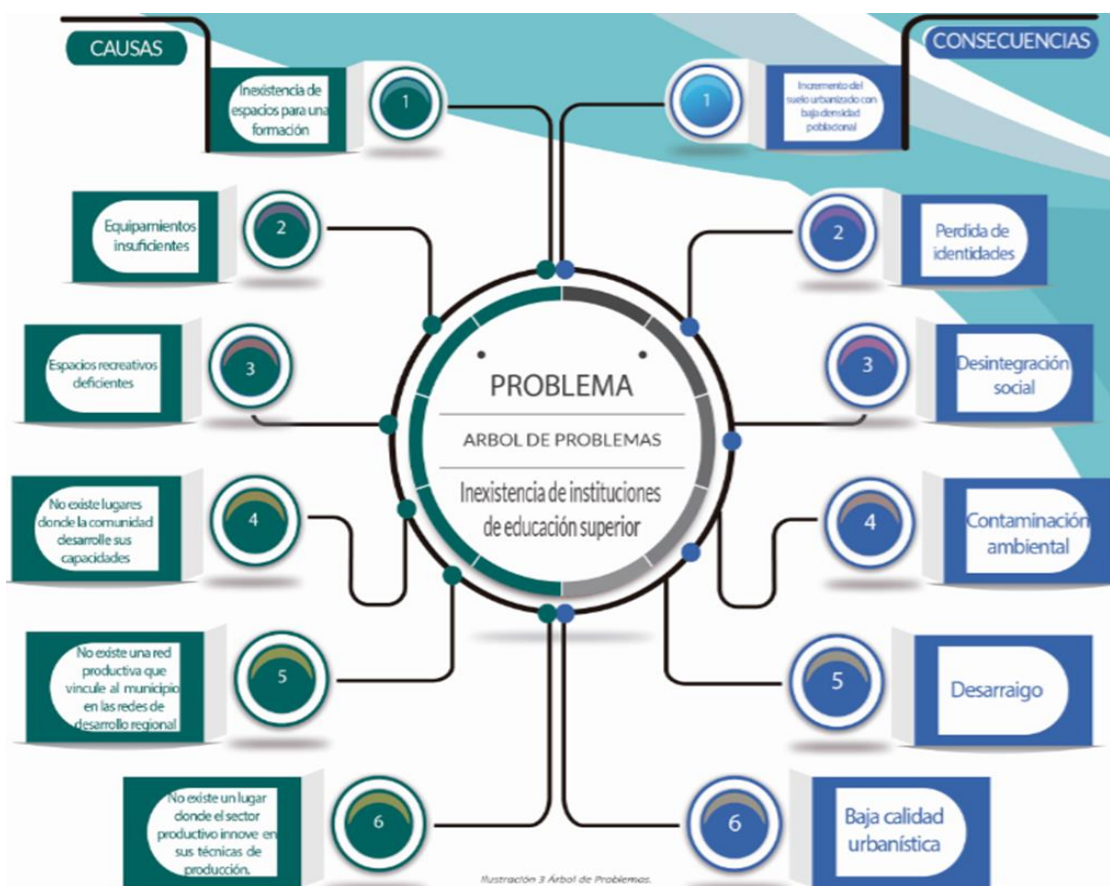 CAUSAS
1
Inexistencia de
espacios para una
formación
2
Equipamientos
insuficientes
3
Espacios recreativos
deficientes
4
No existe lugares
donde la comunidad
desarrolle sus
capacidades
5
No existe una red
productiva que
vincule al municipio
en las redes de
desarrollo regional
6
No existe un lugar
donde el sector
productivo innove en
sus técnicas de
producción.
PROBLEMA
ARBOL DE PROBLEMAS
Inexistencia de instituciones
de educación superior
CONSECUENCIAS
1
Incremento del
suelo urbanizado con
baja densidad
poblacional
2
Perdida de
identidades
3
Desintegración
social
4
Contaminación
ambiental
5
Desarraigo
6
Baja calidad
urbanística
Ilustración 3 Árbol de Problemas.